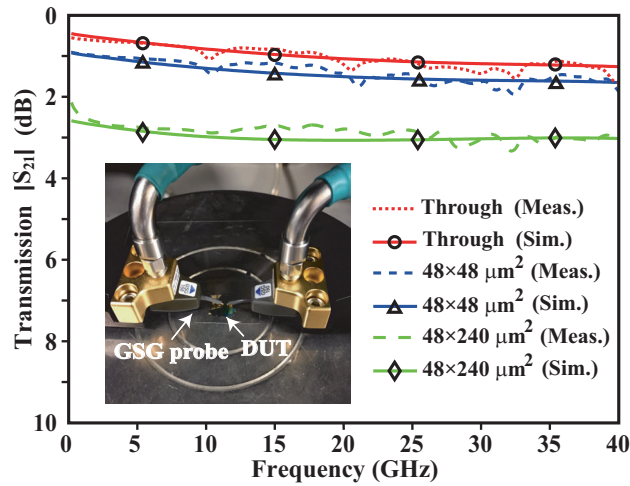 0
2
4
6
8
10
Transmission |S21| (dB)
GSG probe
DUT
Through (Meas.)
Through (Sim.)
48×48 μm²(Meas.)
48×48 μm² (Sim.)
48×240 μm² (Meas.)
48×240 μm² (Sim.)
0 5 10 15 20 25 30 35 40
Frequency (GHz)